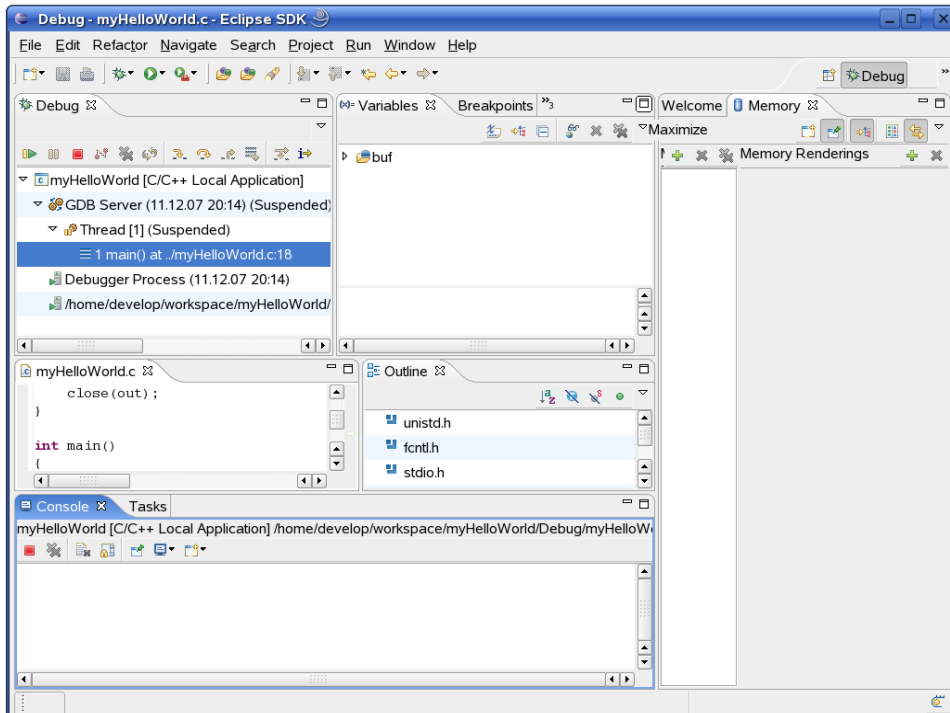 Debug - myHelloWorld.c - Eclipse SDK
File Edit Refactor Navigate Search Project Run Window Help
Debug
Debug
Variables Breakpoints 3
Welcome Memory
Maximize
buf
Memory Renderings
myHelloWorld [C/C++ Local Application]
GDB Server (11.12.07 20:14) (Suspended)
Thread [1] (Suspended)
1 main() at ../myHelloWorld.c:18
Debugger Process (11.12.07 20:14)
/home/develop/workspace/myHelloWorld/
myHelloWorld.c
close(out);
}
int main()
{
Outline
unistd.h
fcntl.h
stdio.h
Console Tasks
myHelloWorld [C/C++ Local Application] /home/develop/workspace/myHelloWorld/Debug/myHelloW